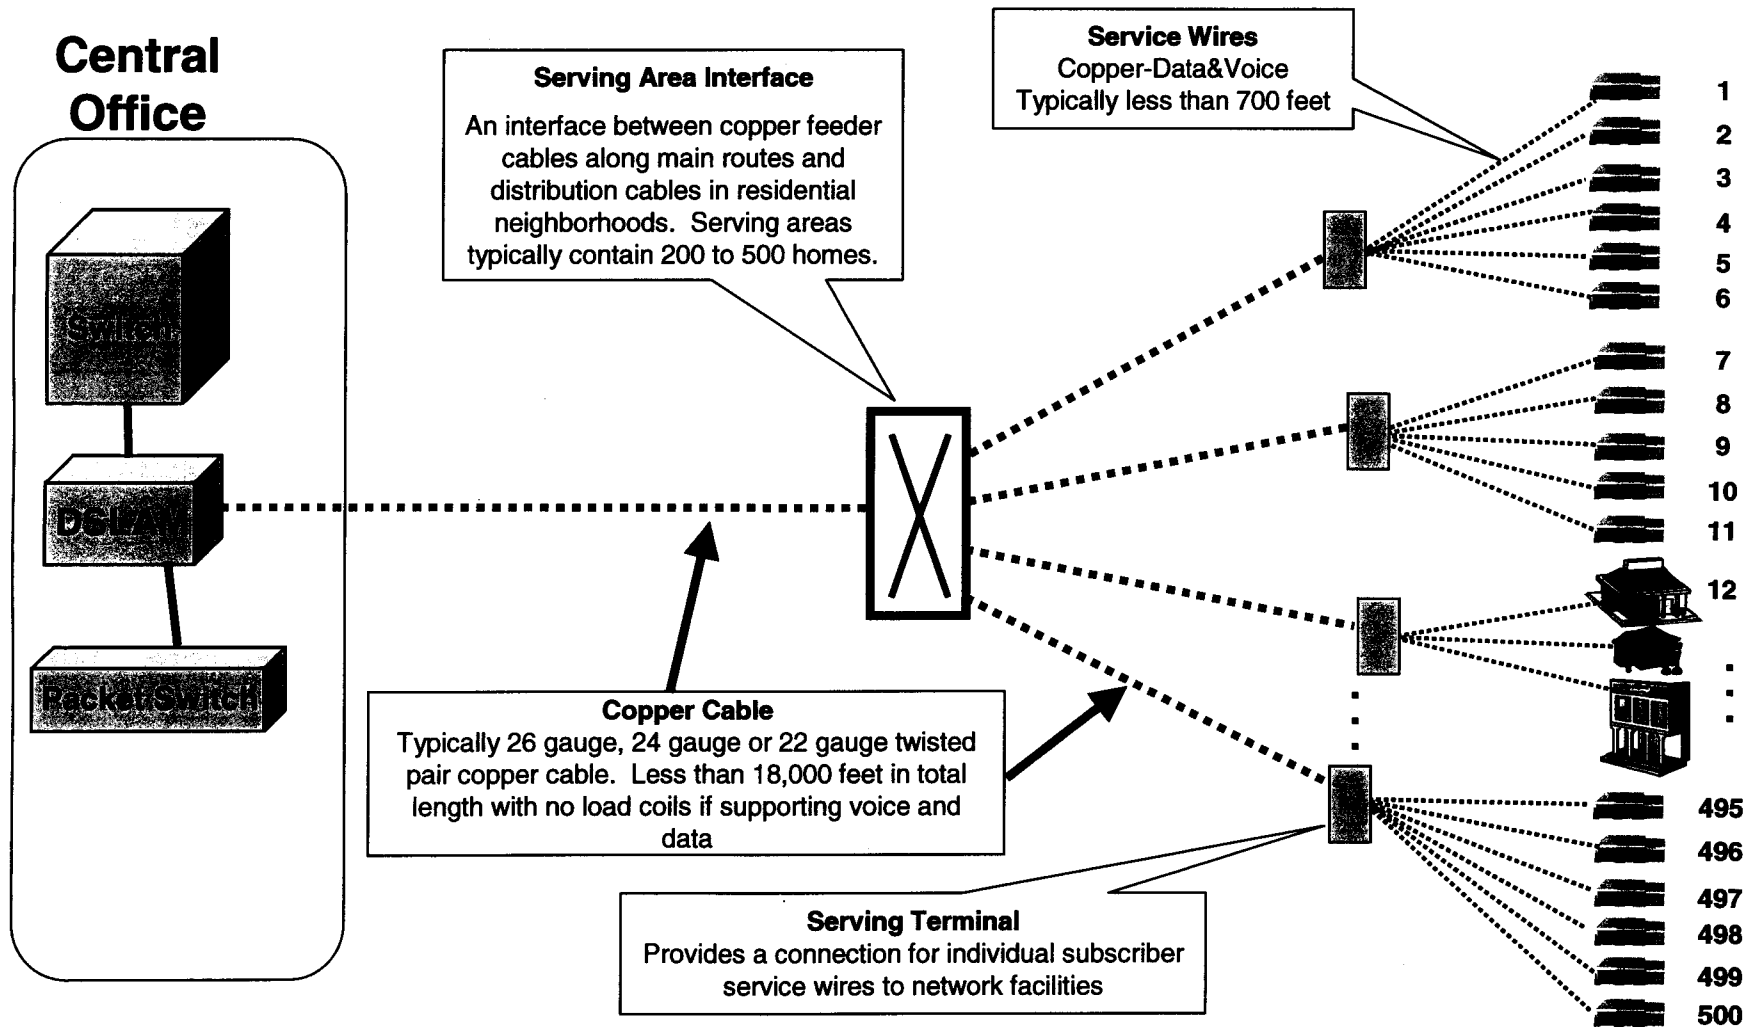 Central
Office
Switch
DSLAM
Packet Switch
Serving Area Interface
An interface between copper feeder
cables along main routes and
distribution cables in residential
neighborhoods.  Serving areas
typically contain 200 to 500 homes.
Service Wires
Copper-Data&Voice
Typically less than 700 feet
Copper Cable
Typically 26 gauge, 24 gauge or 22 gauge twisted
pair copper cable.  Less than 18,000 feet in total
length with no load coils if supporting voice and
data
Serving Terminal
Provides a connection for individual subscriber
service wires to network facilities
1
2
3
4
5
6
7
8
9
10
11
12
495
496
497
498
499
500